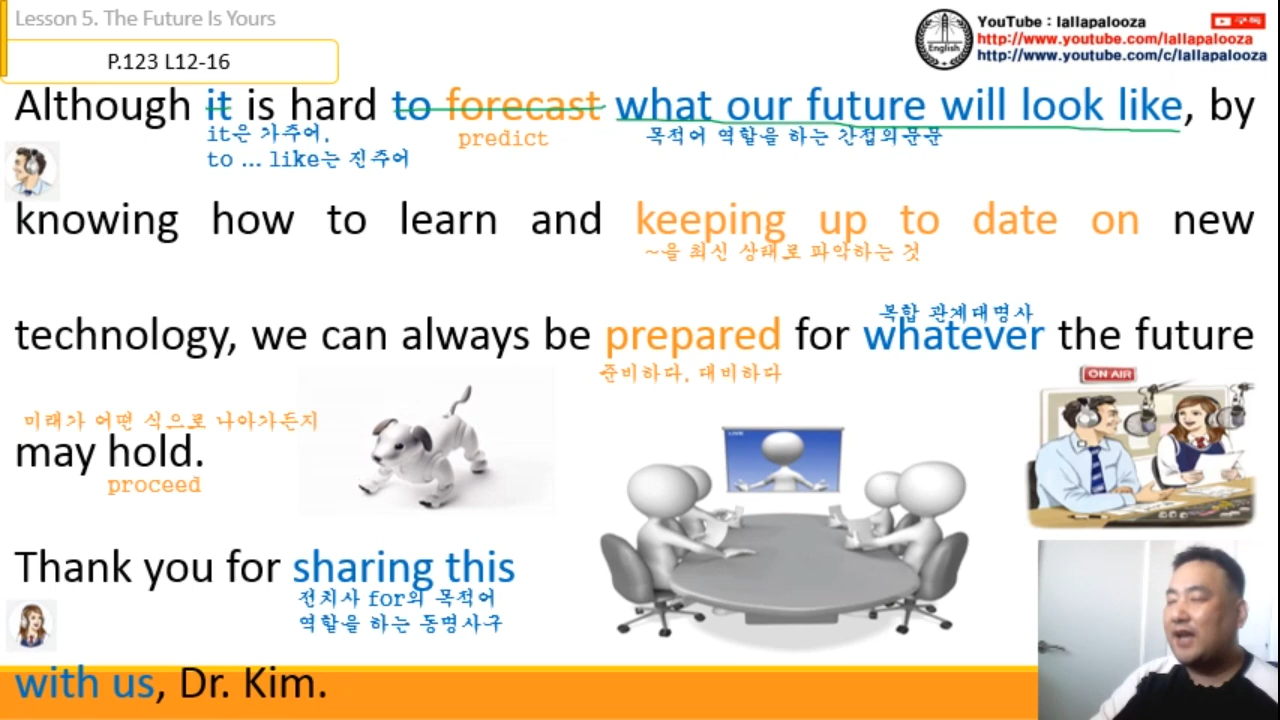 Lesson 5. The Future Is Yours
P.123 L12-16
English
YouTube : lallapalooza
구독
http://www.youtube.com/lallapalooza
http://www.youtube.com/c/lallapalooza
Although it is hard to forecast what our future will look like, by
it은 가주어,
predict
목적어 역할을 하는 간접의문문
to ... like는 진주어
knowing how to learn and keeping up to date on new
~을 최신 상태로 파악하는 것
복합 관계대명사
technology, we can always be prepared for whatever the future
준비하다, 대비하다
ON AIR
미래가 어떤 식으로 나아가든지
may hold.
proceed
LIVE
Thank you for sharing this
전치사 for의 목적어
역할을 하는 동명사구
with us, Dr. Kim.